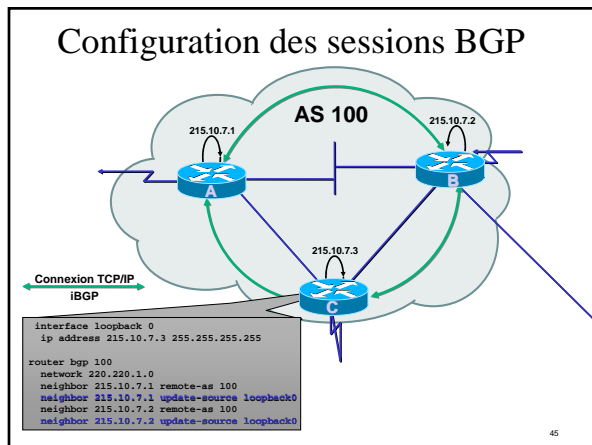 Configuration des sessions BGP
AS 100
215.10.7.1
215.10.7.2
A
B
215.10.7.3
C
Connexion TCP/IP
iBGP
interface loopback 0
ip address 215.10.7.3 255.255.255.255
router bgp 100
network 220.220.1.0
neighbor 215.10.7.1 remote-as 100
neighbor 215.10.7.1 update-source loopback0
neighbor 215.10.7.2 remote-as 100
neighbor 215.10.7.2 update-source loopback0
45